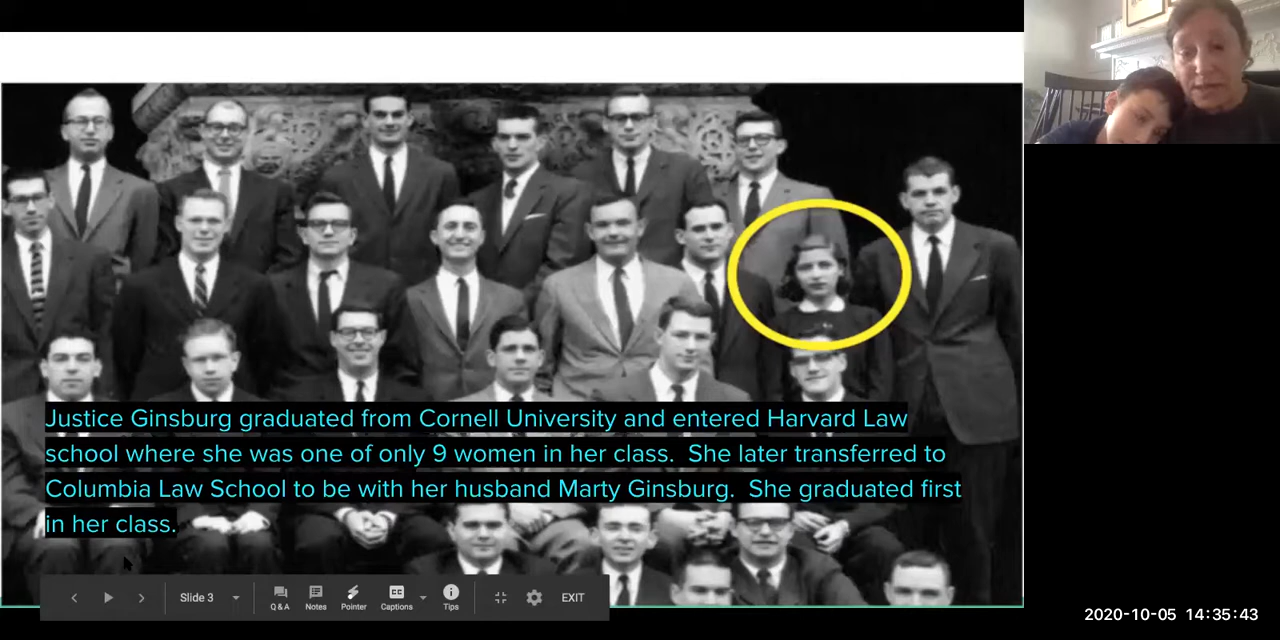 Justice Ginsburg graduated from Cornell University and entered Harvard Law
school where she was one of only 9 women in her class.  She later transferred to
Columbia Law School to be with her husband Marty Ginsburg.  She graduated first
in her class.
Slide 3
Q & A
Notes
Pointer
CC
Captions
Tips
EXIT
2020-10-05 14:35:43